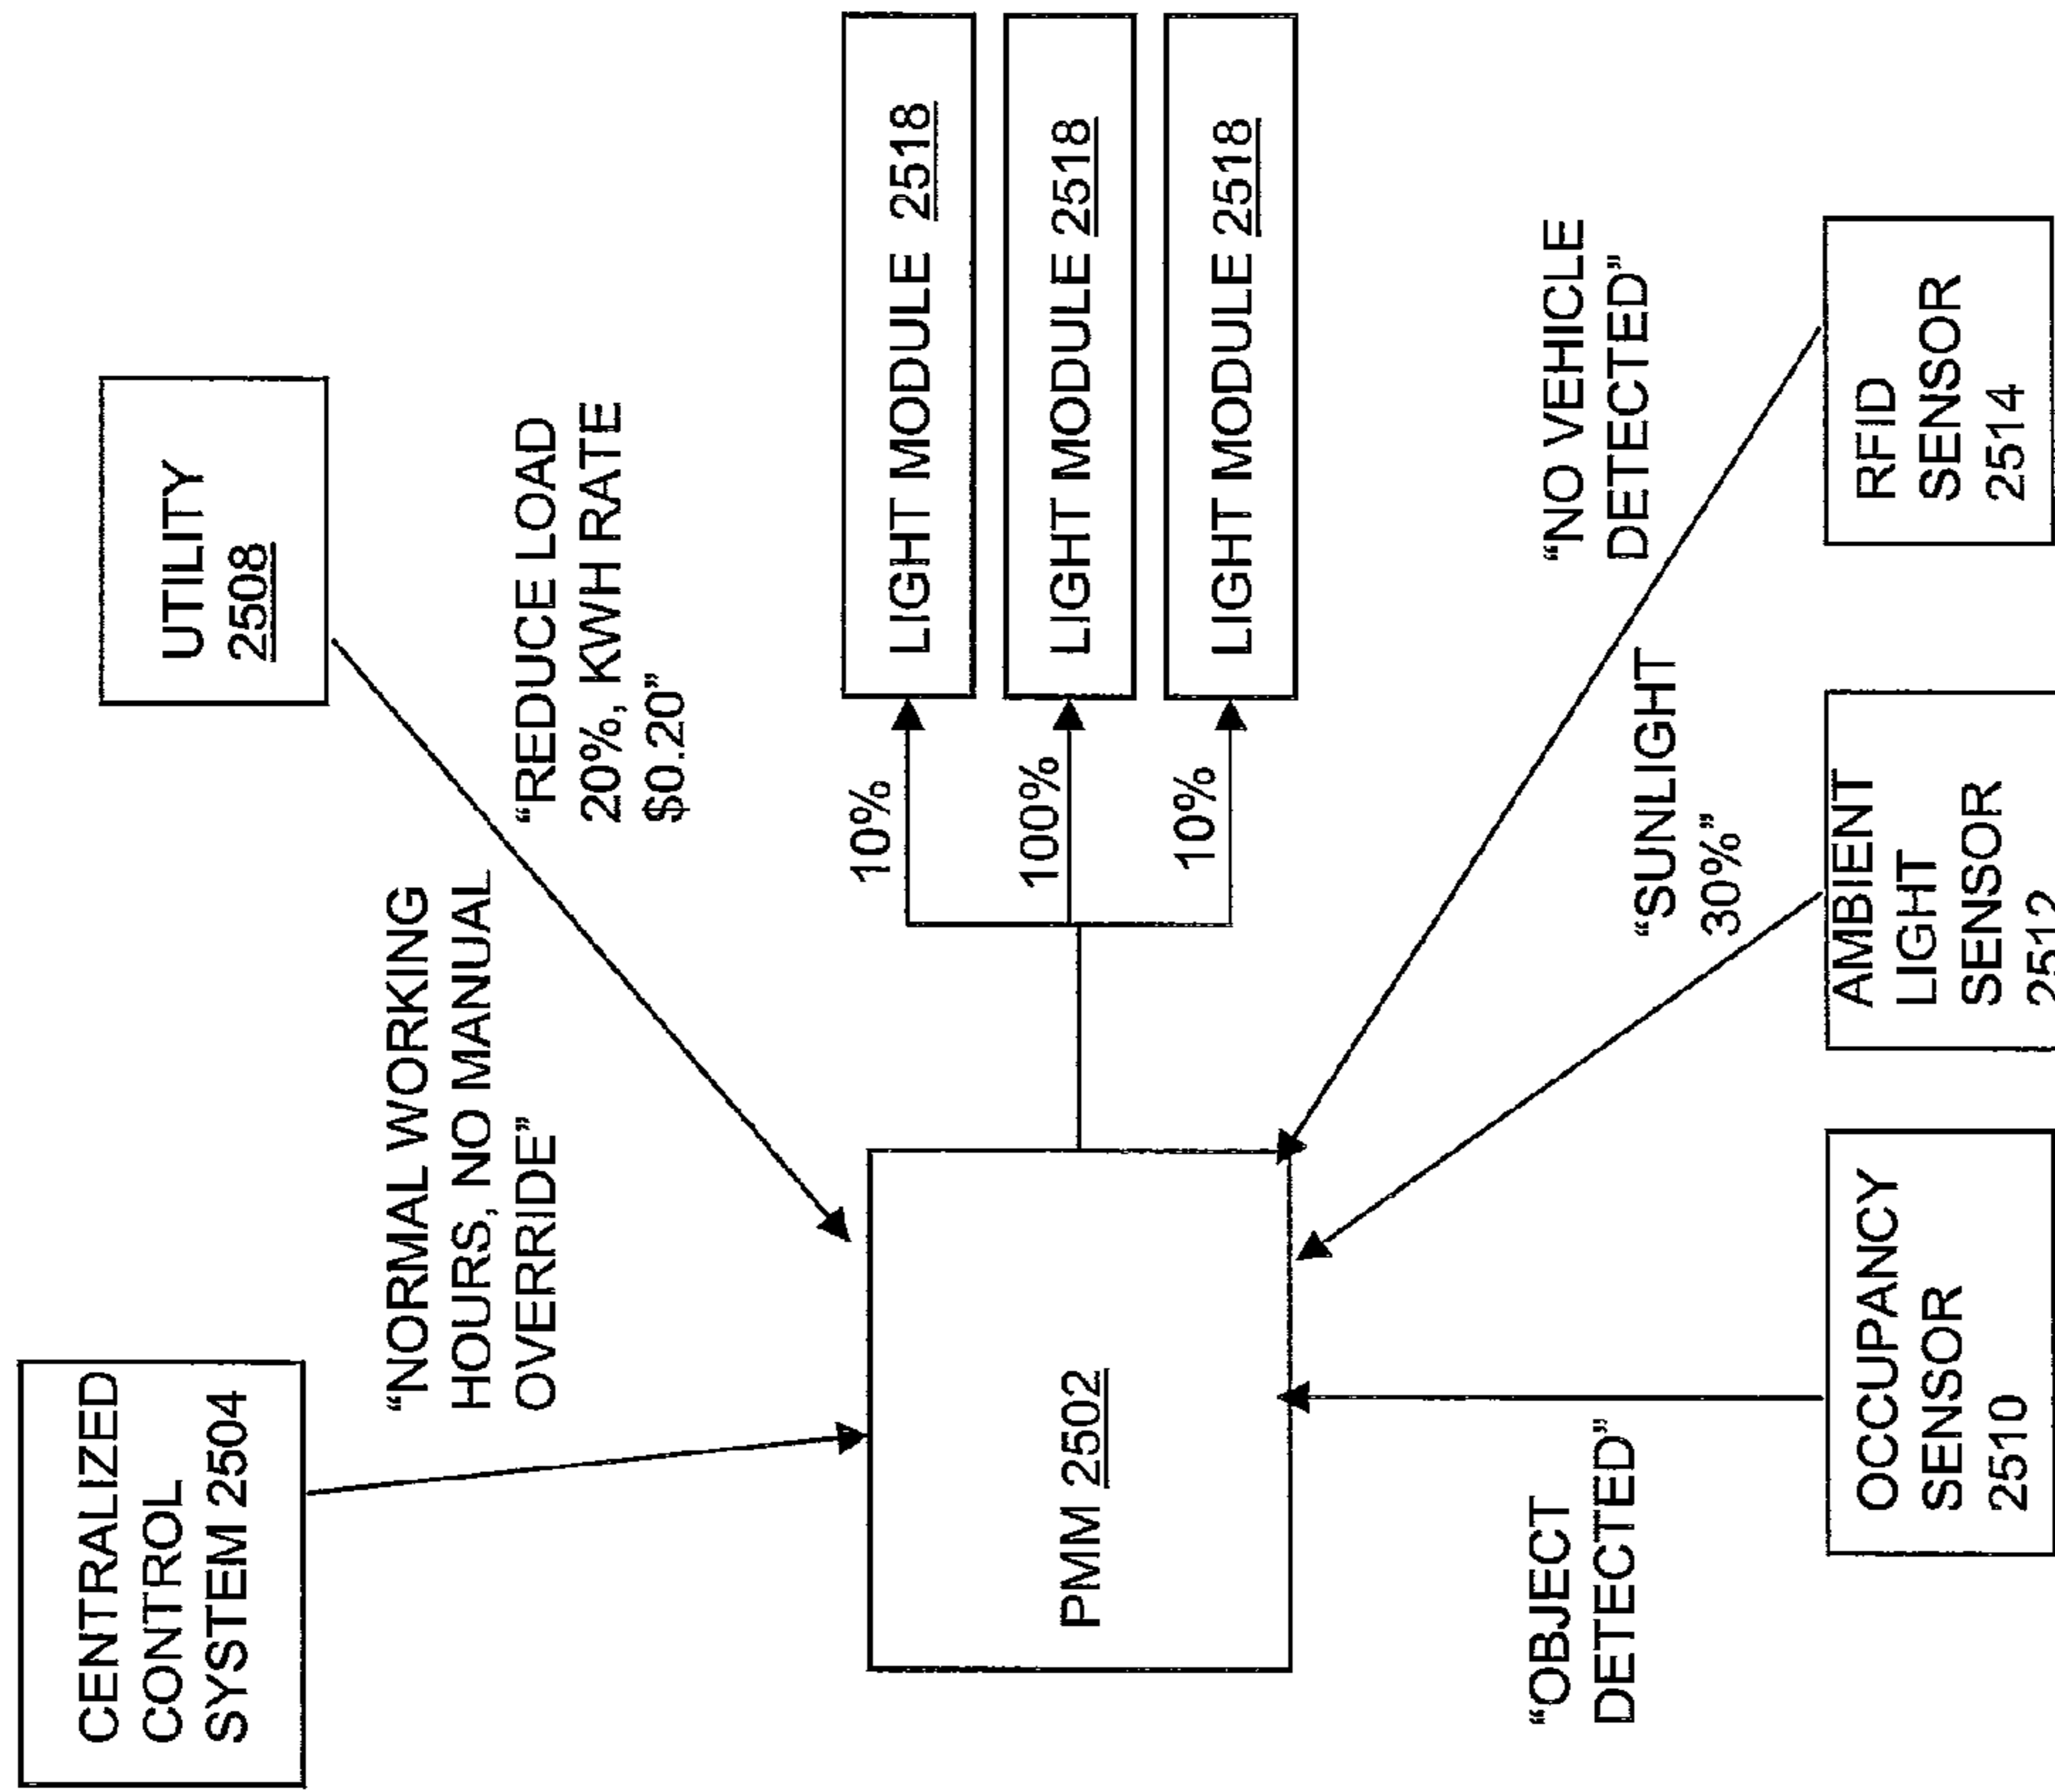 CENTRALIZED
CONTROL
SYSTEM 2504
UTILITY
2508
“NORMAL WORKING
HOURS, NO MANUAL
OVERRIDE”
“REDUCE LOAD
20%, KWH RATE
$0.20”
PMM 2502
10%
100%
10%
LIGHT MODULE 2518
LIGHT MODULE 2518
LIGHT MODULE 2518
“OBJECT
DETECTED”
“SUNLIGHT
30%”
“NO VEHICLE
DETECTED”
OCCUPANCY
SENSOR
2510
AMBIENT
LIGHT
SENSOR
2512
RFID
SENSOR
2514